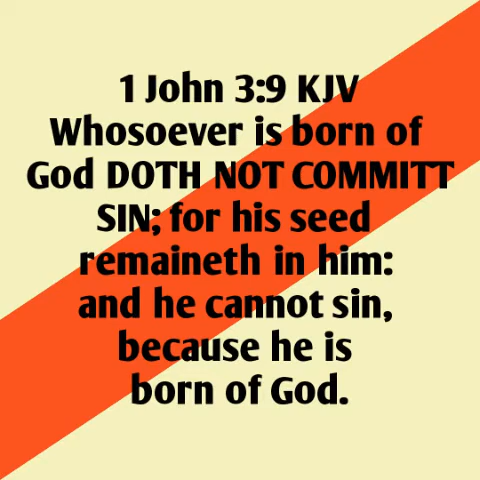 1 John 3:9 KJV
Whosoever is born of
God DOTH NOT COMMITT
SIN; for his seed
remaineth in him:
and he cannot sin,
because he is
born of God.